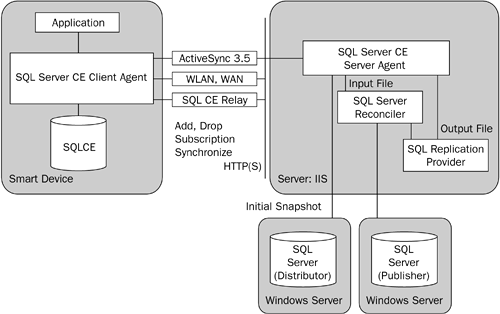 Application
SQL Server CE Client Agent
SQLCE
Smart Device
ActiveSync 3.5
WLAN, WAN
SQL CE Relay
Add, Drop
Subscription
Synchronize
HTTP(S)
SQL Server CE
Server Agent
Input File
SQL Server
Reconciler
Output File
SQL Replication
Provider
Server: IIS
Initial Snapshot
SQL
Server
(Distributor)
Windows Server
SQL
Server
(Publisher)
Windows Server